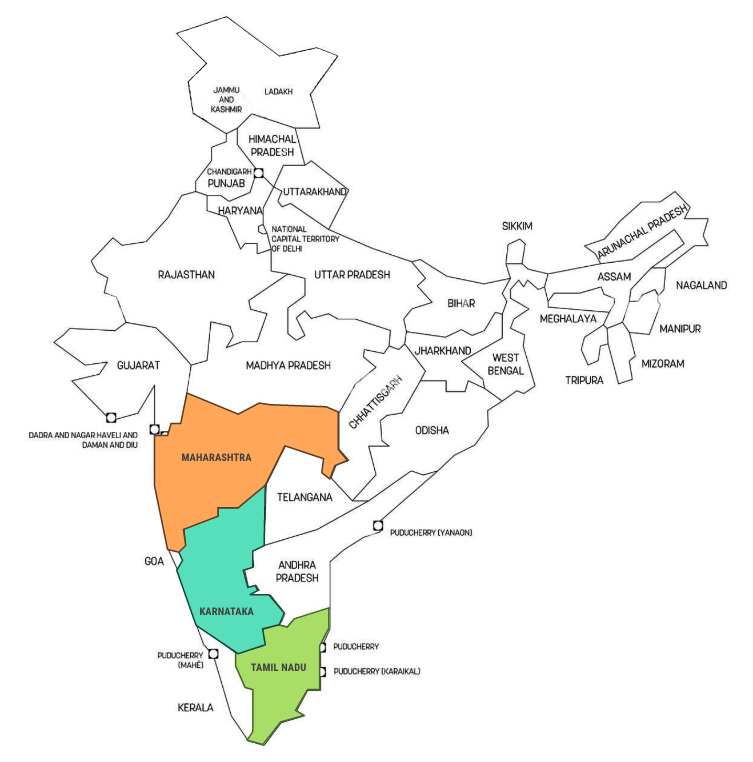 JAMMU
AND
KASHMIR
LADAKH
HIMACHAL
PRADESH
CHANDIGARH
PUNJAB
UTTARAKHAND
HARYANA
NATIONAL
CAPITAL TERRITORY
OF DELHI
SIKKIM
ARUNACHAL PRADESH
RAJASTHAN
UTTAR PRADESH
ASSAM
NAGALAND
BIHAR
MEGHALAYA
MANIPUR
GUJARAT
MADHYA PRADESH
JHARKHAND
WEST
BENGAL
TRIPURA
MIZORAM
CHHATTISGARH
DADRA AND NAGAR HAVELI AND
DAMAN AND DIU
ODISHA
MAHARASHTRA
TELANGANA
PUDUCHERRY (YANAON)
GOA
ANDHRA
PRADESH
KARNATAKA
PUDUCHERRY
(MAHÉ)
PUDUCHERRY
TAMIL NADU
PUDUCHERRY (KARAIKAL)
KERALA